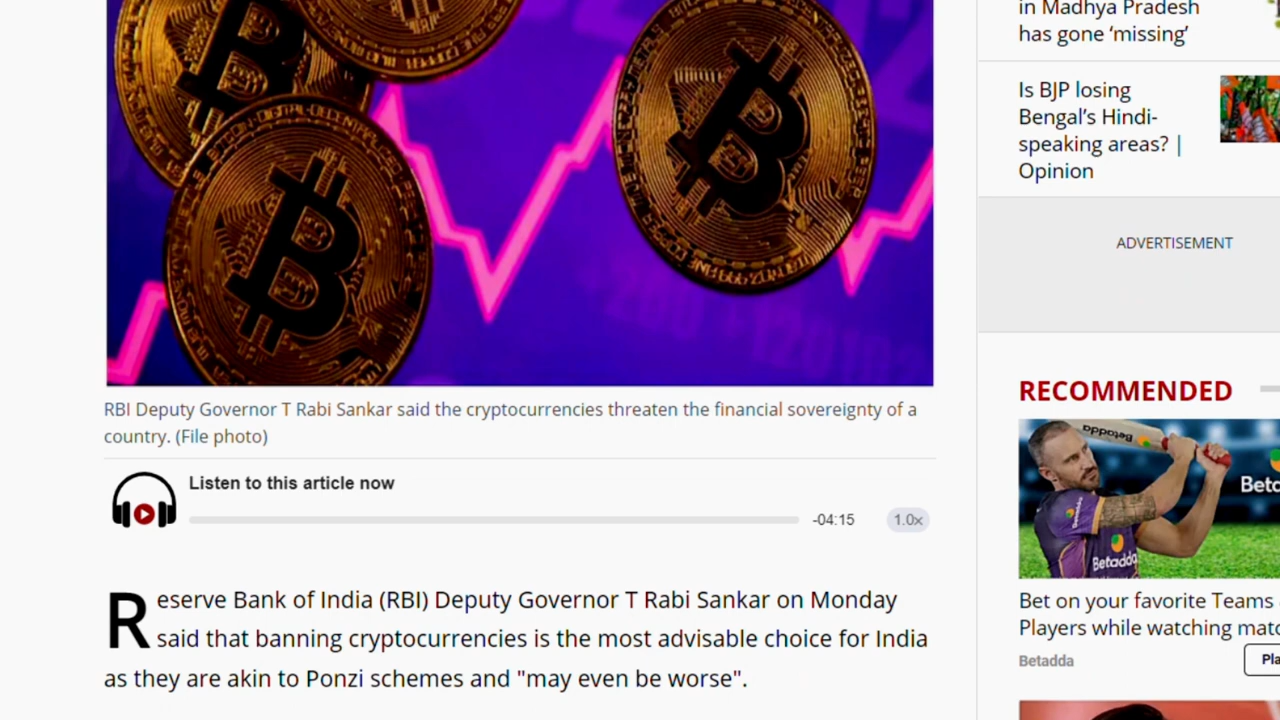 RBI Deputy Governor T Rabi Sankar said the cryptocurrencies threaten the financial sovereignty of a
country. (File photo)
Listen to this article now
-04:15
1.0x
Reserve Bank of India (RBI) Deputy Governor T Rabi Sankar on Monday
said that banning cryptocurrencies is the most advisable choice for India
as they are akin to Ponzi schemes and "may even be worse".
in Madhya Pradesh
has gone ‘missing’
Is BJP losing
Bengal’s Hindi-
speaking areas? |
Opinion
ADVERTISEMENT
RECOMMENDED
Betadda
Betadda
Bet on your favorite Teams
Players while watching
Betadda